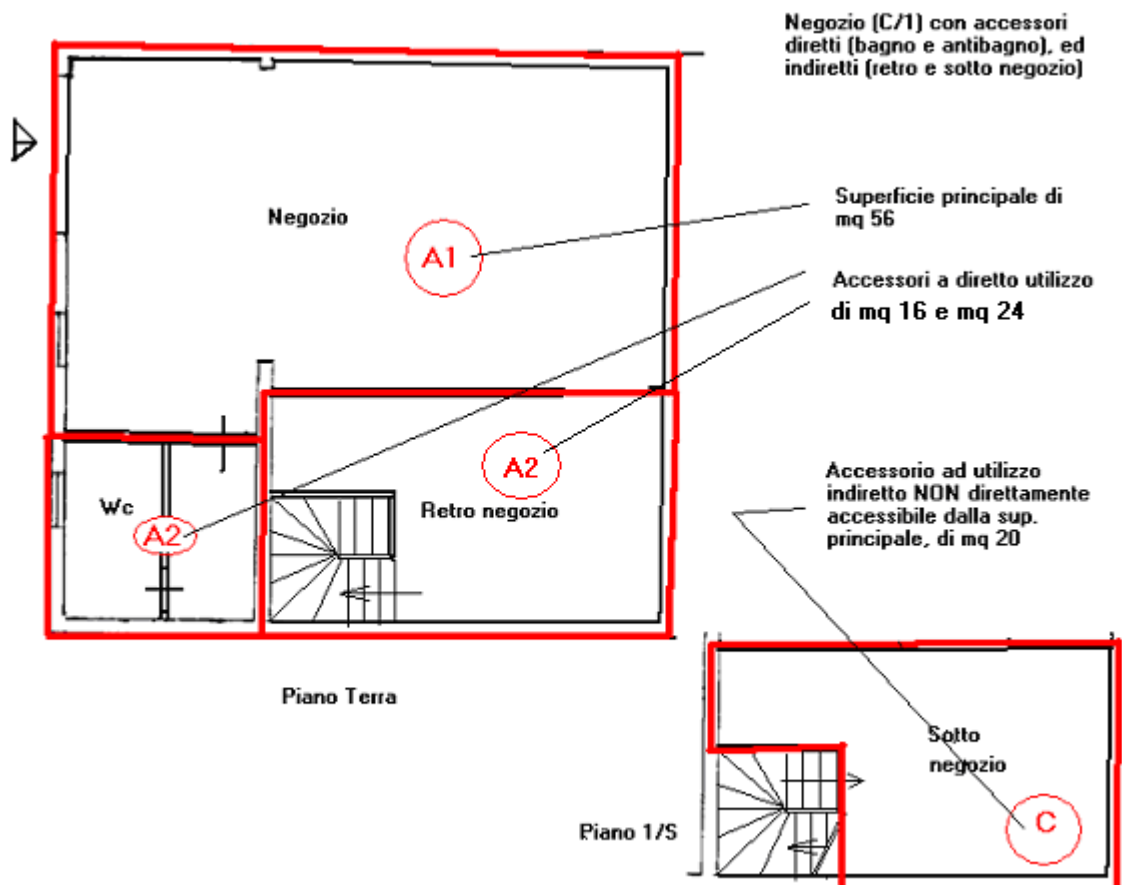 Negozio (C/1) con accessori
diretti (bagno e antibagno), ed
indiretti (retro e sotto negozio)
Superficie principale di
mq 56
Negozio
A1
Accessori a diretto utilizzo
di mq 16 e mq 24
A2
Accessorio ad utilizzo
indiretto NON direttamente
accessibile dalla sup.
principale, di mq 20
Wc
A2
Retro negozio
Piano Terra
Sotto
negozio
C
Piano 1/S